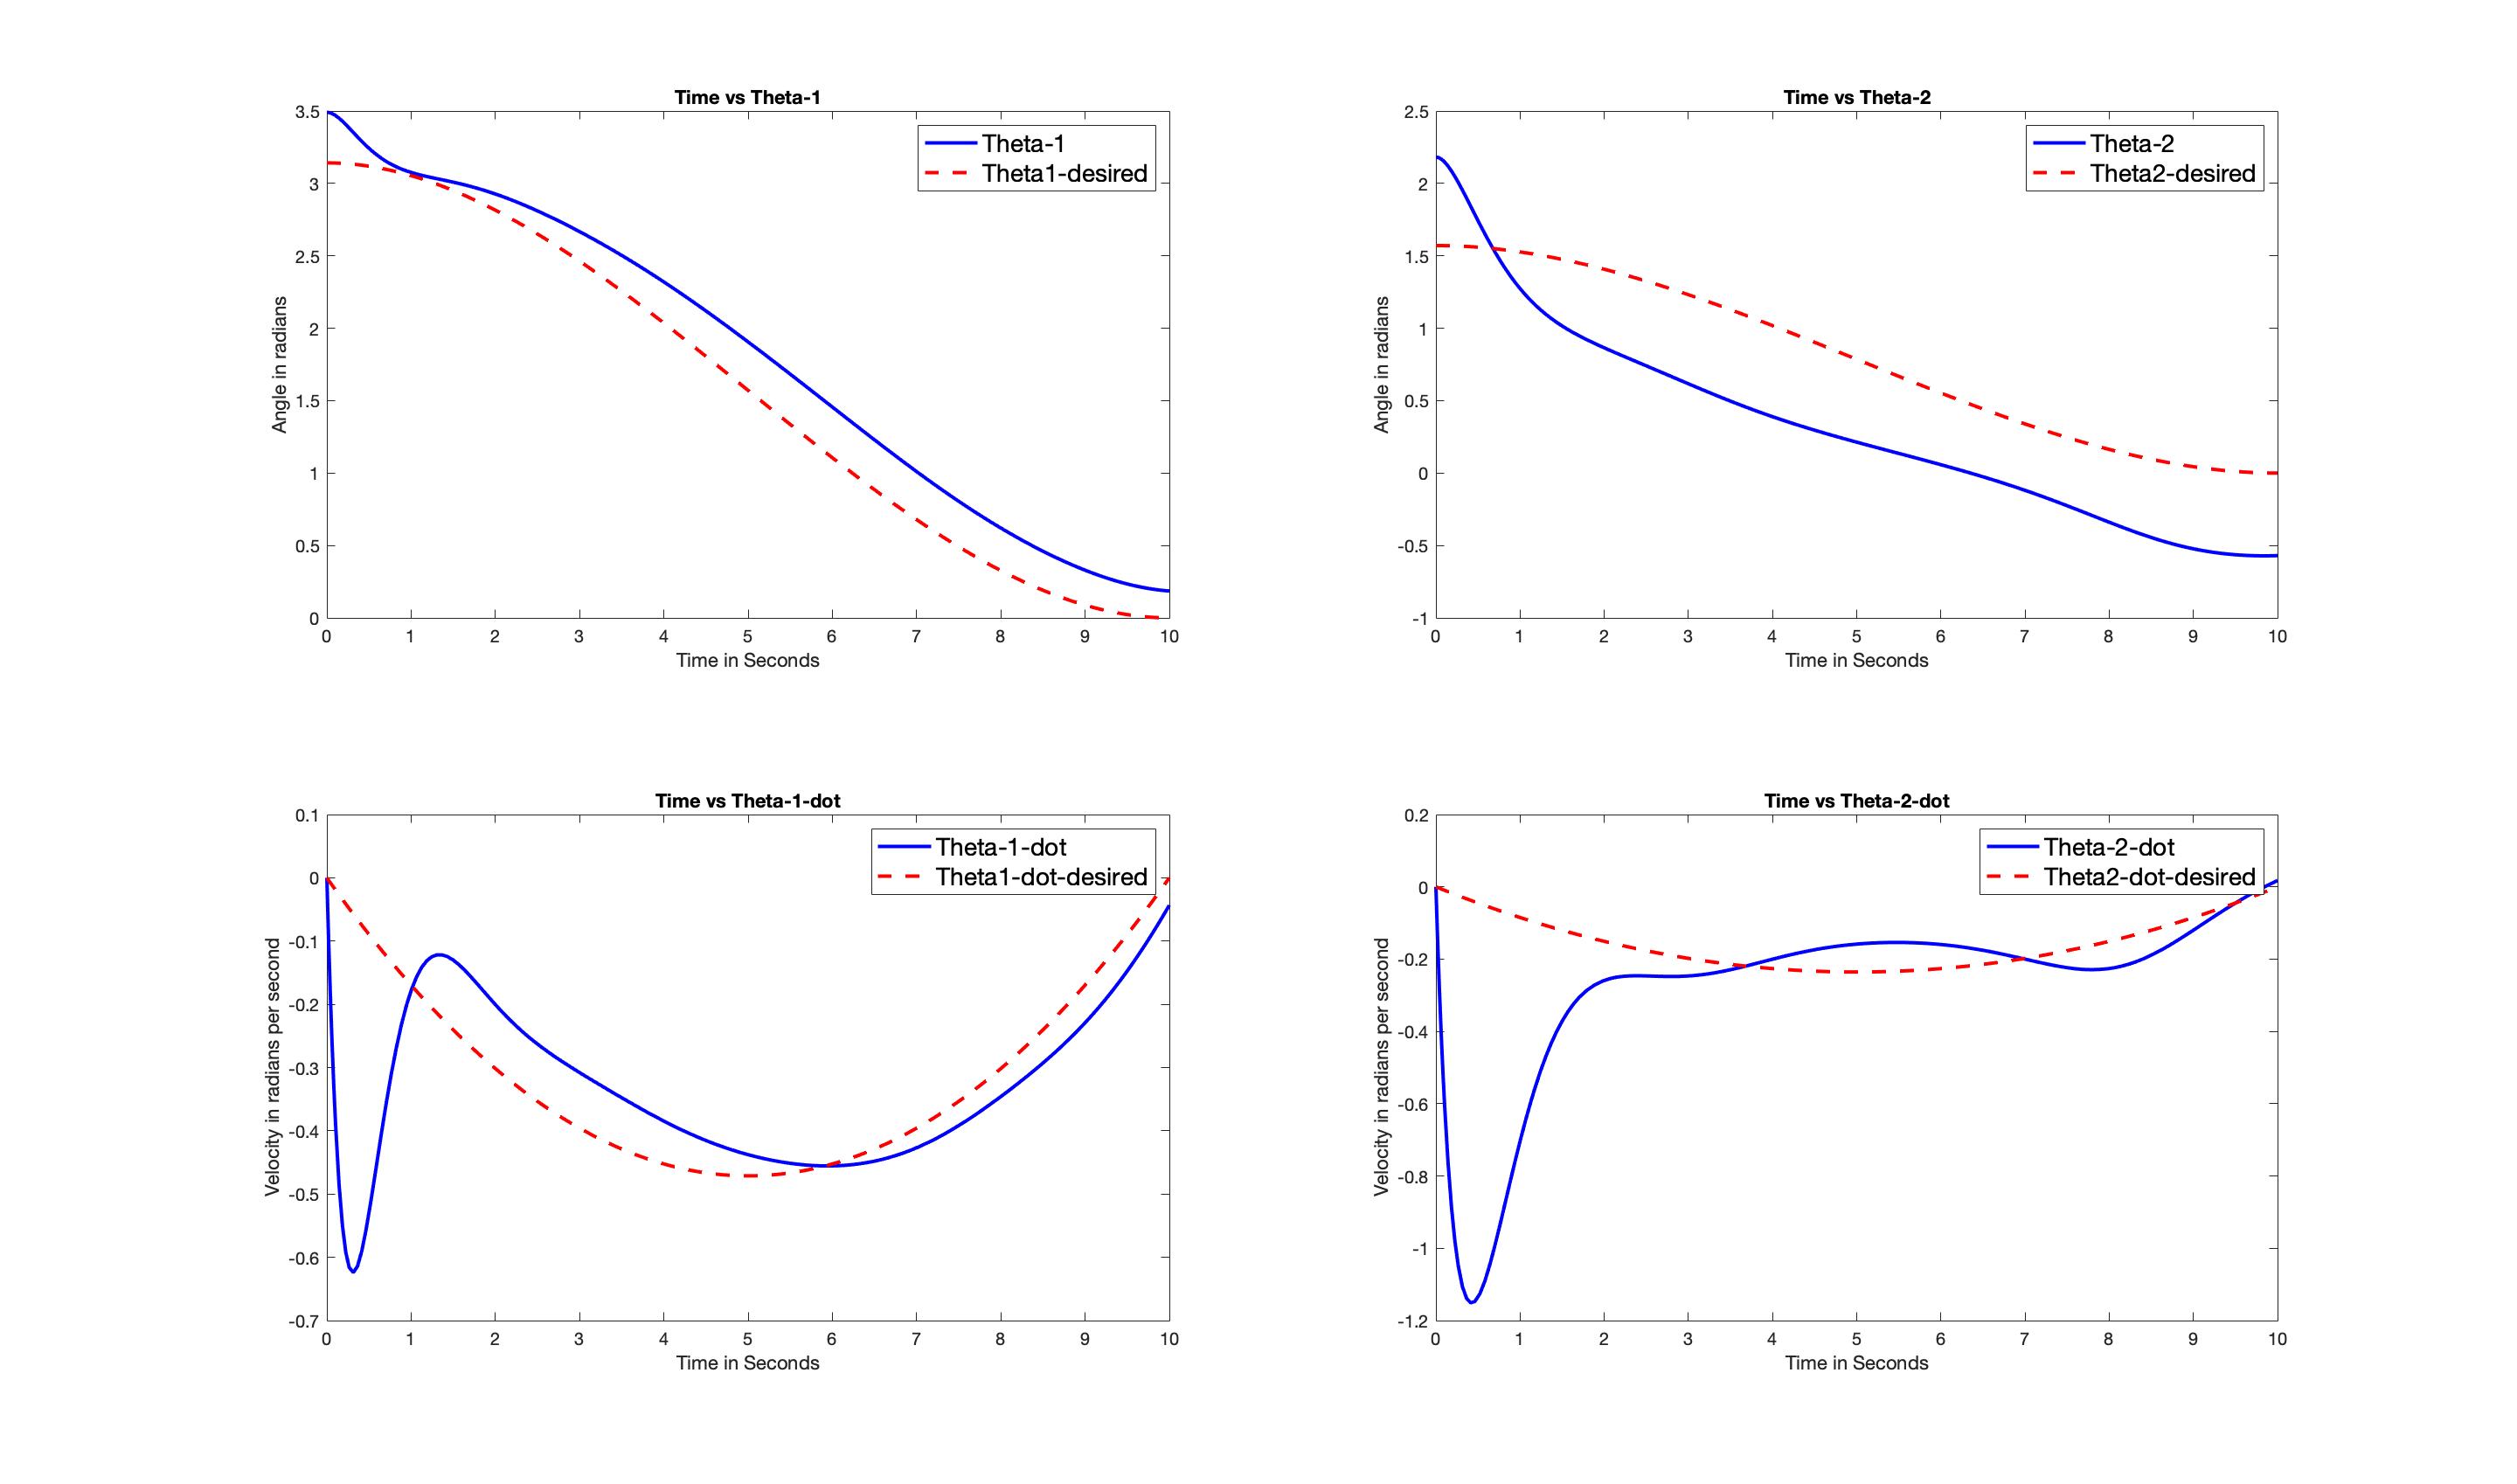 Time vs Theta-1
3.5
3
2.5
2
1.5
1
0.5
0
Angle in radians
Theta-1
Theta1-desired
0 1 2 3 4 5 6 7 8 9 10
Time in Seconds
Time vs Theta-2
2.5
2
1.5
1
0.5
0
-0.5
-1
Angle in radians
Theta-2
Theta2-desired
0 1 2 3 4 5 6 7 8 9 10
Time in Seconds
Time vs Theta-1-dot
0.1
0
-0.1
-0.2
-0.3
-0.4
-0.5
-0.6
-0.7
Velocity in radians per second
Theta-1-dot
Theta1-dot-desired
0 1 2 3 4 5 6 7 8 9 10
Time in Seconds
Time vs Theta-2-dot
0.2
0
-0.2
-0.4
-0.6
-0.8
-1
-1.2
Velocity in radians per second
Theta-2-dot
Theta2-dot-desired
0 1 2 3 4 5 6 7 8 9 10
Time in Seconds